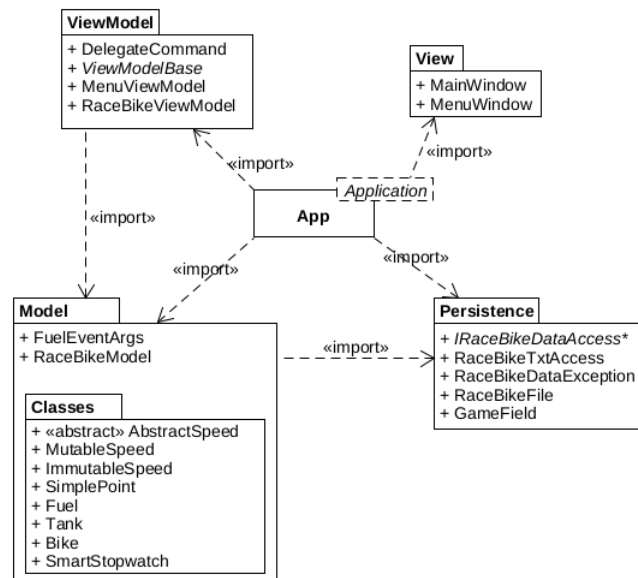 ViewModel
+ DelegateCommand
+ ViewModelBase
+ MenuViewModel
+ RaceBikeViewModel
View
+ MainWindow
+ MenuWindow
«import»
«import»
Application
App
«import»
«import»
«import»
Model
+ FuelEventArgs
+ RaceBikeModel
Classes
+ «abstract» AbstractSpeed
+ MutableSpeed
+ ImmutableSpeed
+ SimplePoint
+ Fuel
+ Tank
+ Bike
+ SmartStopwatch
«import»
Persistence
+ IRaceBikeDataAccess*
+ RaceBikeTxtAccess
+ RaceBikeDataException
+ RaceBikeFile
+ GameField